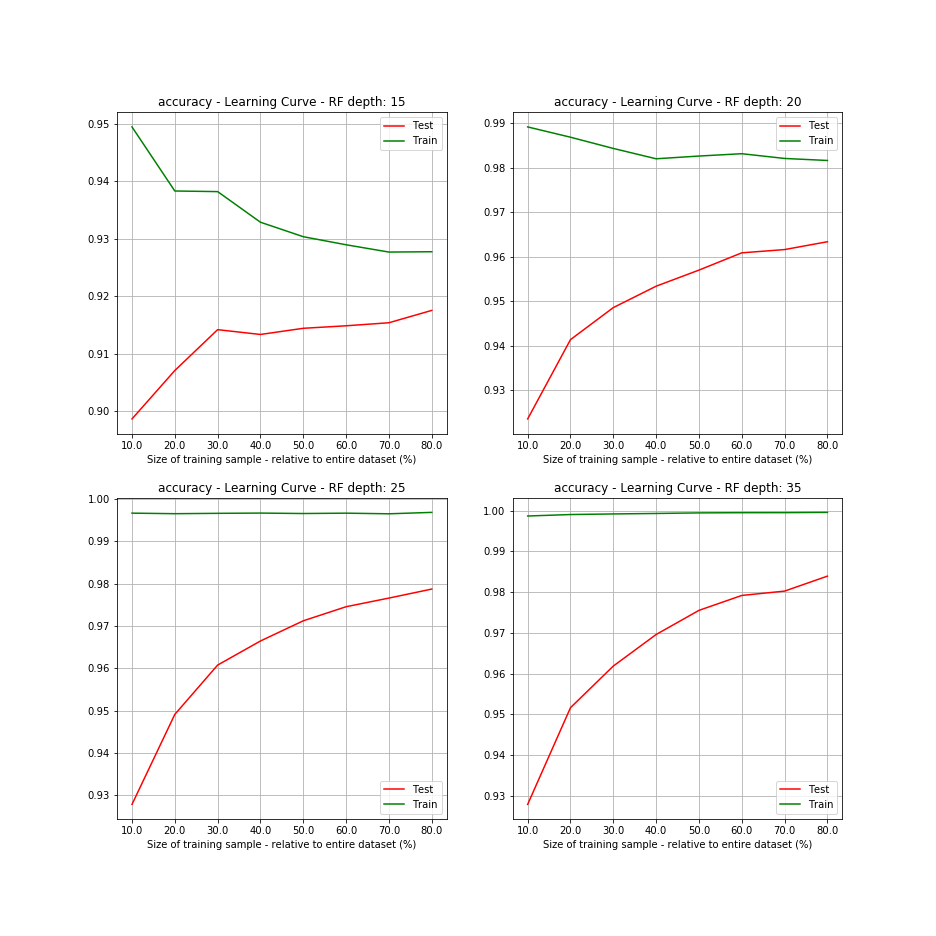 accuracy - Learning Curve - RF depth: 15
Test
Train
0.95
0.94
0.93
0.92
0.91
0.90
10.0 20.0 30.0 40.0 50.0 60.0 70.0 80.0
Size of training sample - relative to entire dataset (%)
accuracy - Learning Curve - RF depth: 20
Test
Train
0.99
0.98
0.97
0.96
0.95
0.94
0.93
10.0 20.0 30.0 40.0 50.0 60.0 70.0 80.0
Size of training sample - relative to entire dataset (%)
accuracy - Learning Curve - RF depth: 25
1.00
0.99
0.98
0.97
0.96
0.95
0.94
0.93
Test
Train
10.0 20.0 30.0 40.0 50.0 60.0 70.0 80.0
Size of training sample - relative to entire dataset (%)
accuracy - Learning Curve - RF depth: 35
1.00
0.99
0.98
0.97
0.96
0.95
0.94
0.93
Test
Train
10.0 20.0 30.0 40.0 50.0 60.0 70.0 80.0
Size of training sample - relative to entire dataset (%)